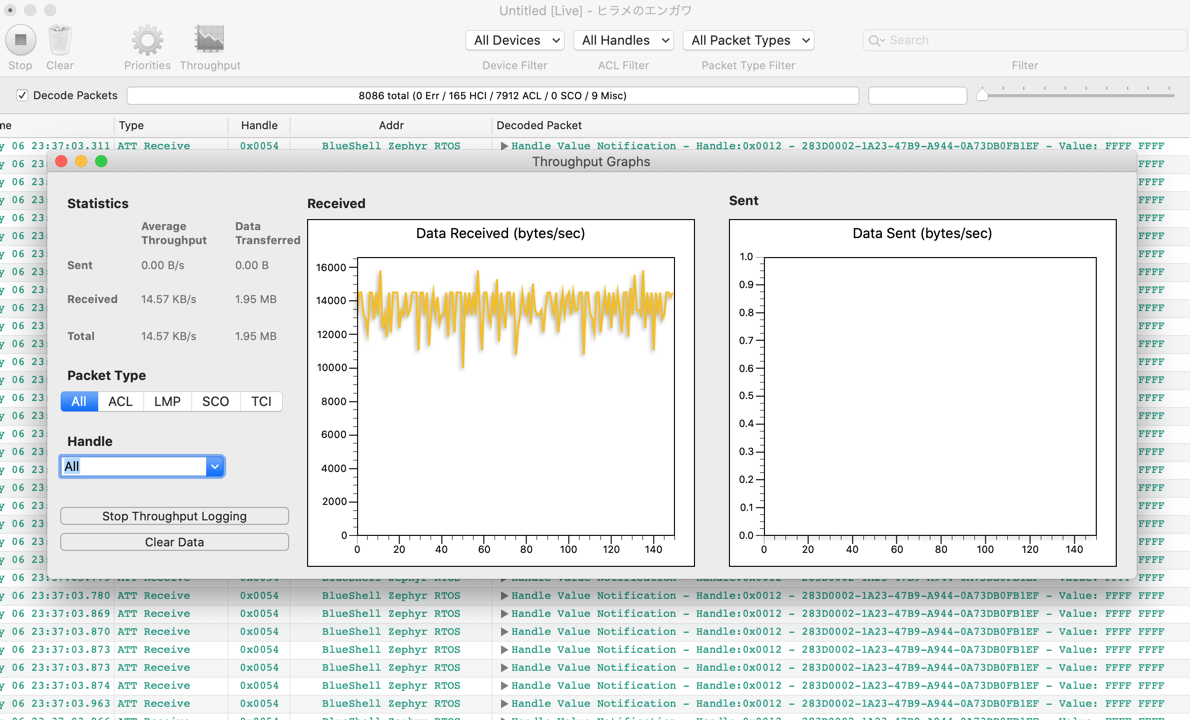 Untitled [Live] - ヒラメのエンガワ
All Devices All Handles All Packet Types Search
Stop Clear Priorities Throughput Device Filter ACL Filter Packet Type Filter Filter
Decode Packets 8086 total (0 Err / 165 HCI / 7912 ACL / 0 SCO / 9 Misc)
me Type Handle Addr Decoded Packet
y 06 23:37:03.311 ATT Receive 0x0054 BlueShell Zephyr RTOS Handle Value Notification - Handle:0x0012 - 283D0002-1A23-47B9-A944-0A73DB0FB1EF - Value: FFFF FFFF
Throughput Graphs
Statistics
Average Throughput
Data Transferred
Sent 0.00 B/s 0.00 B
Received 14.57 KB/s 1.95 MB
Total 14.57 KB/s 1.95 MB
Packet Type
All ACL LMP SCO TCI
Handle
All
Stop Throughput Logging
Clear Data
Received
Data Received (bytes/sec)
16000
14000
12000
10000
8000
6000
4000
2000
0
0 20 40 60 80 100 120 140
Sent
Data Sent (bytes/sec)
1.0
0.9
0.8
0.7
0.6
0.5
0.4
0.3
0.2
0.1
0.0
0 20 40 60 80 100 120 140
y 06 23:37:03.780 ATT Receive 0x0054 BlueShell Zephyr RTOS Handle Value Notification - Handle:0x0012 - 283D0002-1A23-47B9-A944-0A73DB0FB1EF - Value: FFFF FFFF
y 06 23:37:03.869 ATT Receive 0x0054 BlueShell Zephyr RTOS Handle Value Notification - Handle:0x0012 - 283D0002-1A23-47B9-A944-0A73DB0FB1EF - Value: FFFF FFFF
y 06 23:37:03.870 ATT Receive 0x0054 BlueShell Zephyr RTOS Handle Value Notification - Handle:0x0012 - 283D0002-1A23-47B9-A944-0A73DB0FB1EF - Value: FFFF FFFF
y 06 23:37:03.873 ATT Receive 0x0054 BlueShell Zephyr RTOS Handle Value Notification - Handle:0x0012 - 283D0002-1A23-47B9-A944-0A73DB0FB1EF - Value: FFFF FFFF
y 06 23:37:03.873 ATT Receive 0x0054 BlueShell Zephyr RTOS Handle Value Notification - Handle:0x0012 - 283D0002-1A23-47B9-A944-0A73DB0FB1EF - Value: FFFF FFFF
y 06 23:37:03.874 ATT Receive 0x0054 BlueShell Zephyr RTOS Handle Value Notification - Handle:0x0012 - 283D0002-1A23-47B9-A944-0A73DB0FB1EF - Value: FFFF FFFF
y 06 23:37:03.963 ATT Receive 0x0054 BlueShell Zephyr RTOS Handle Value Notification - Handle:0x0012 - 283D0002-1A23-47B9-A944-0A73DB0FB1EF - Value: FFFF FFFF